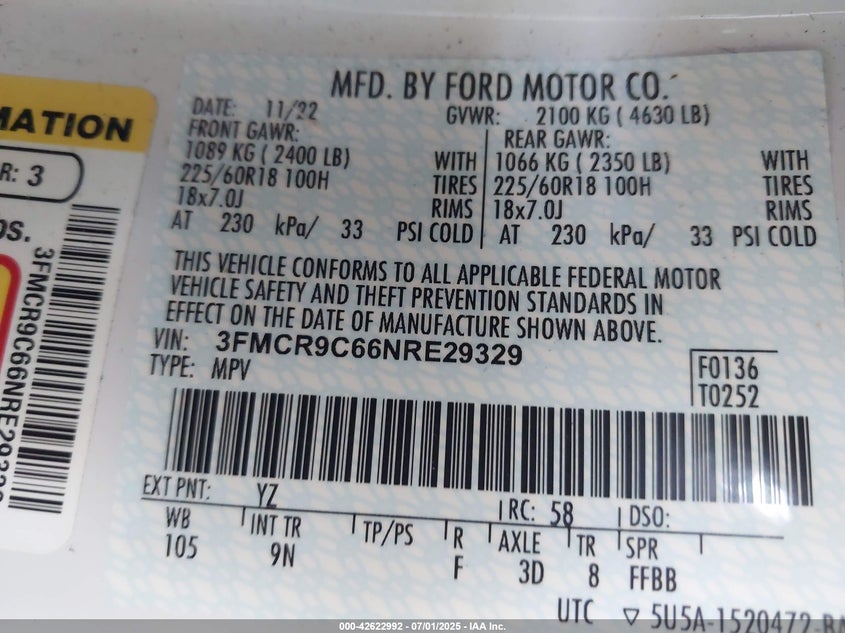 MATION
R: 3
DS.
3FMCR9C66NRE29329
MFD. BY FORD MOTOR CO.
DATE: 11/22 GVWR: 2100 KG ( 4630 LB)
FRONT GAWR: REAR GAWR:
1089 KG ( 2400 LB) WITH 1066 KG ( 2350 LB) WITH
225/60R18 100H TIRES 225/60R18 100H TIRES
18x7.0J RIMS 18x7.0J RIMS
AT 230 kPa/ 33 PSI COLD AT 230 kPa/ 33 PSI COLD
THIS VEHICLE CONFORMS TO ALL APPLICABLE FEDERAL MOTOR
VEHICLE SAFETY AND THEFT PREVENTION STANDARDS IN
EFFECT ON THE DATE OF MANUFACTURE SHOWN ABOVE.
VIN: 3FMCR9C66NRE29329
TYPE: MPV
F0136
T0252
EXT PNT: YZ RC: 58 DSO:
WB INT TR TP/PS R AXLE TR SPR
105 9N F 3D 8 FFBB
UTC ▽ 5U5A-1520472-BA
000-42622992 - 07/01/2025 - IAA Inc.